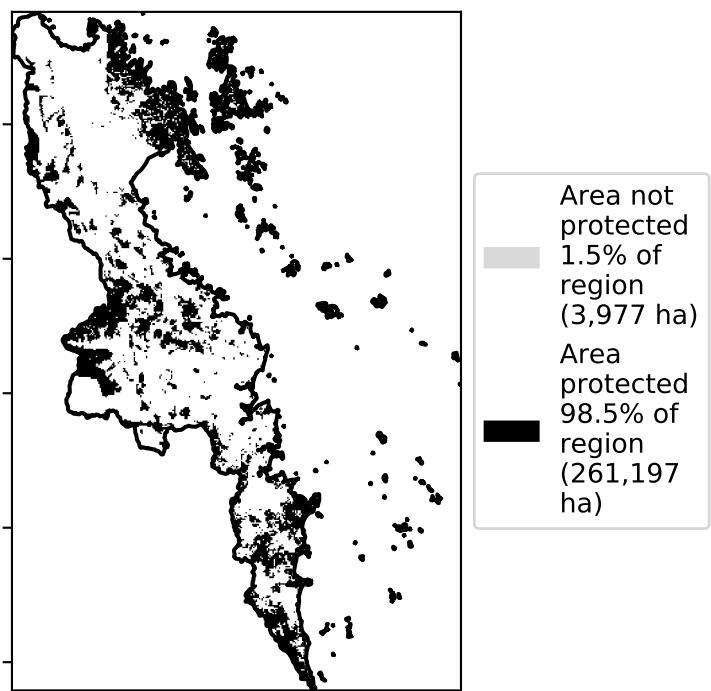 Area not
protected
1.5% of
region
(3,977 ha)
Area
protected
98.5% of
region
(261,197
ha)